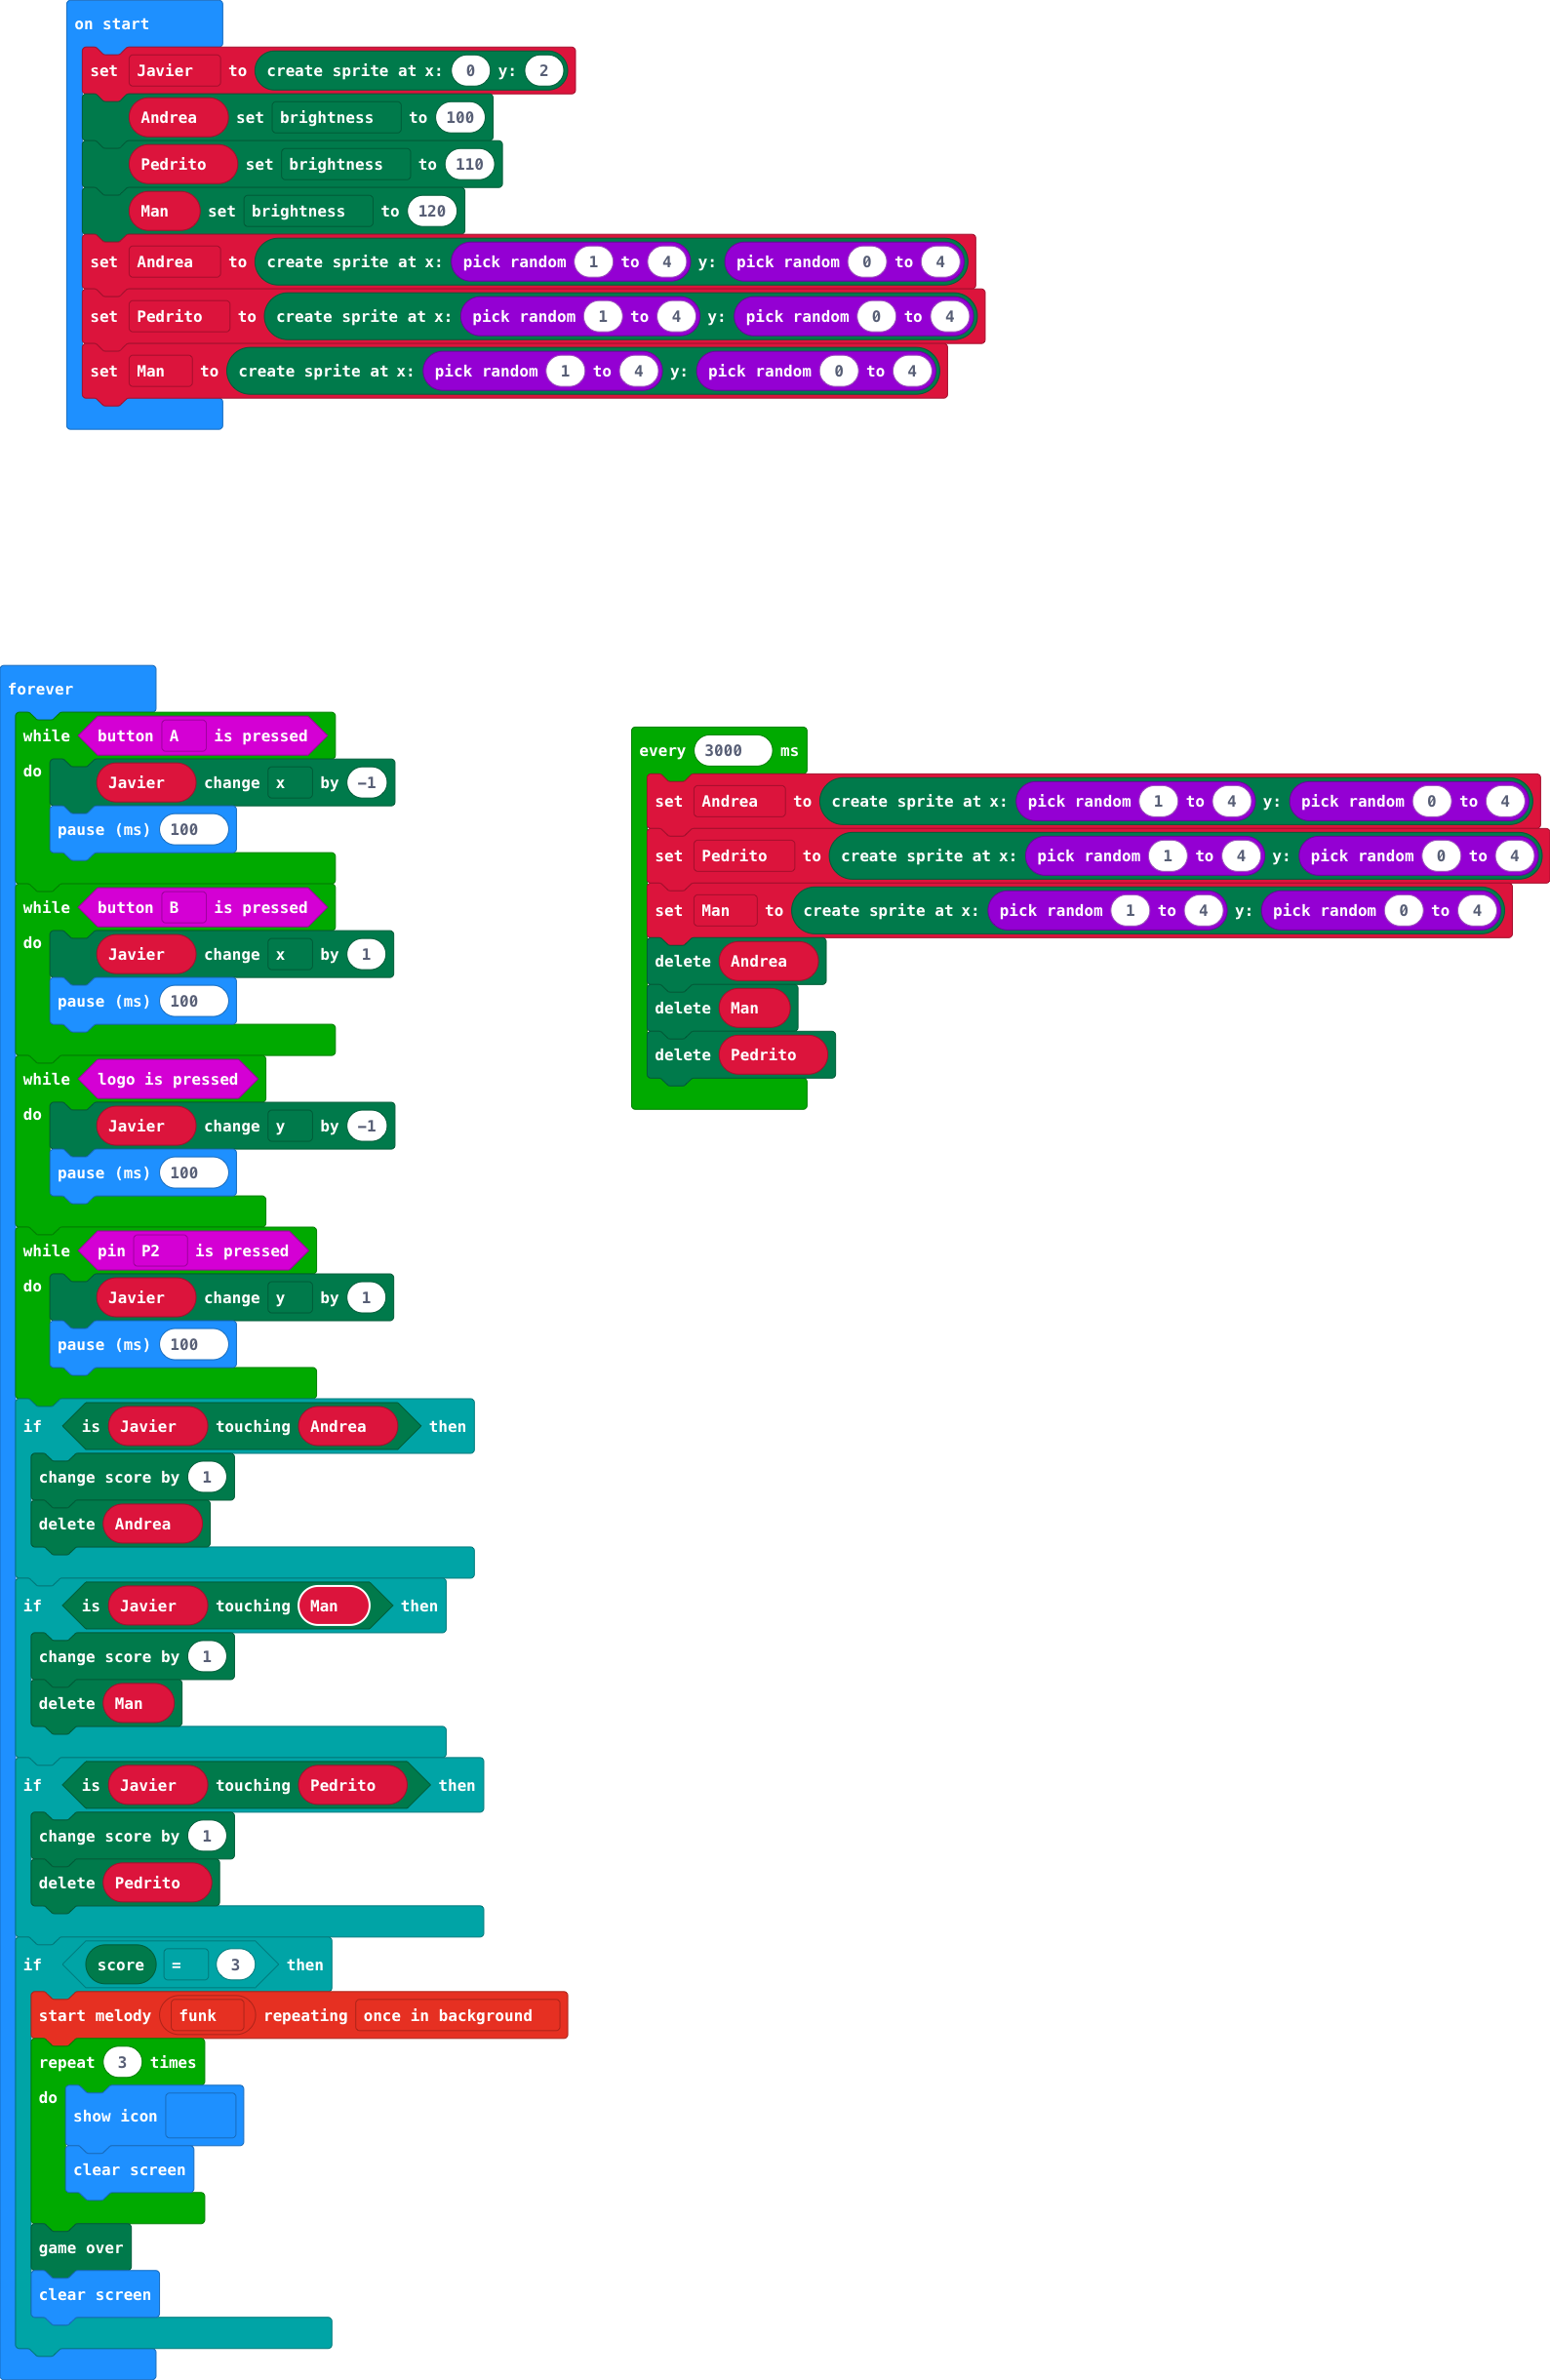 on start
set Javier to create sprite at x: 0 y: 2
Andrea set brightness to 100
Pedrito set brightness to 110
Man set brightness to 120
set Andrea to create sprite at x: pick random 1 to 4 y: pick random 0 to 4
set Pedrito to create sprite at x: pick random 1 to 4 y: pick random 0 to 4
set Man to create sprite at x: pick random 1 to 4 y: pick random 0 to 4
forever
while button A is pressed
do Javier change x by −1
pause (ms) 100
while button B is pressed
do Javier change x by 1
pause (ms) 100
while logo is pressed
do Javier change y by −1
pause (ms) 100
while pin P2 is pressed
do Javier change y by 1
pause (ms) 100
if is Javier touching Andrea then
change score by 1
delete Andrea
if is Javier touching Man then
change score by 1
delete Man
if is Javier touching Pedrito then
change score by 1
delete Pedrito
if score = 3 then
start melody funk repeating once in background
repeat 3 times
do show icon
clear screen
game over
clear screen
every 3000 ms
set Andrea to create sprite at x: pick random 1 to 4 y: pick random 0 to 4
set Pedrito to create sprite at x: pick random 1 to 4 y: pick random 0 to 4
set Man to create sprite at x: pick random 1 to 4 y: pick random 0 to 4
delete Andrea
delete Man
delete Pedrito